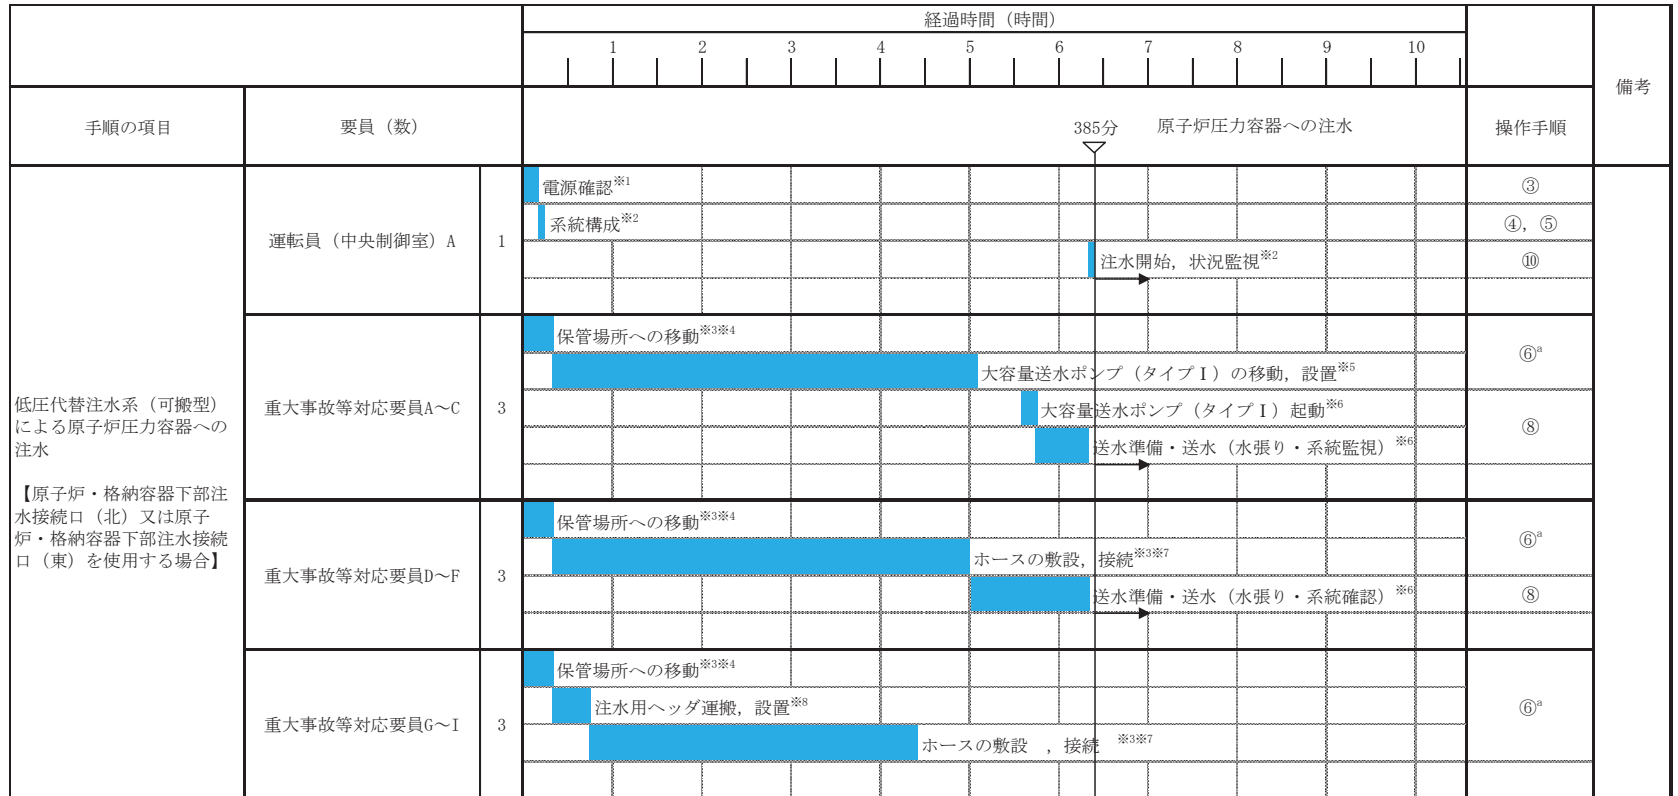 経過時間（時間）
1 2 3 4 5 6 7 8 9 10
備考
手順の項目 要員（数） 385分 原子炉圧力容器への注水 操作手順
低圧代替注水系（可搬型）
による原子炉圧力容器への
注水
【原子炉・格納容器下部注
水接続口（北）又は原子
炉・格納容器下部注水接続
口（東）を使用する場合】
運転員（中央制御室）A 1
電源確認※1 ③
系統構成※2 ④，⑤
注水開始，状況監視※2 ⑩
重大事故等対応要員A～C 3
保管場所への移動※3※4
大容量送水ポンプ（タイプⅠ）の移動，設置※5
⑥a
大容量送水ポンプ（タイプⅠ）起動※6
送水準備・送水（水張り・系統監視）※6
⑧
重大事故等対応要員D～F 3
保管場所への移動※3※4
ホースの敷設，接続※3※7
⑥a
送水準備・送水（水張り・系統確認）※6 ⑧
重大事故等対応要員G～I 3
保管場所への移動※3※4
注水用ヘッダ運搬，設置※8
ホースの敷設　，接続　※3※7
⑥a